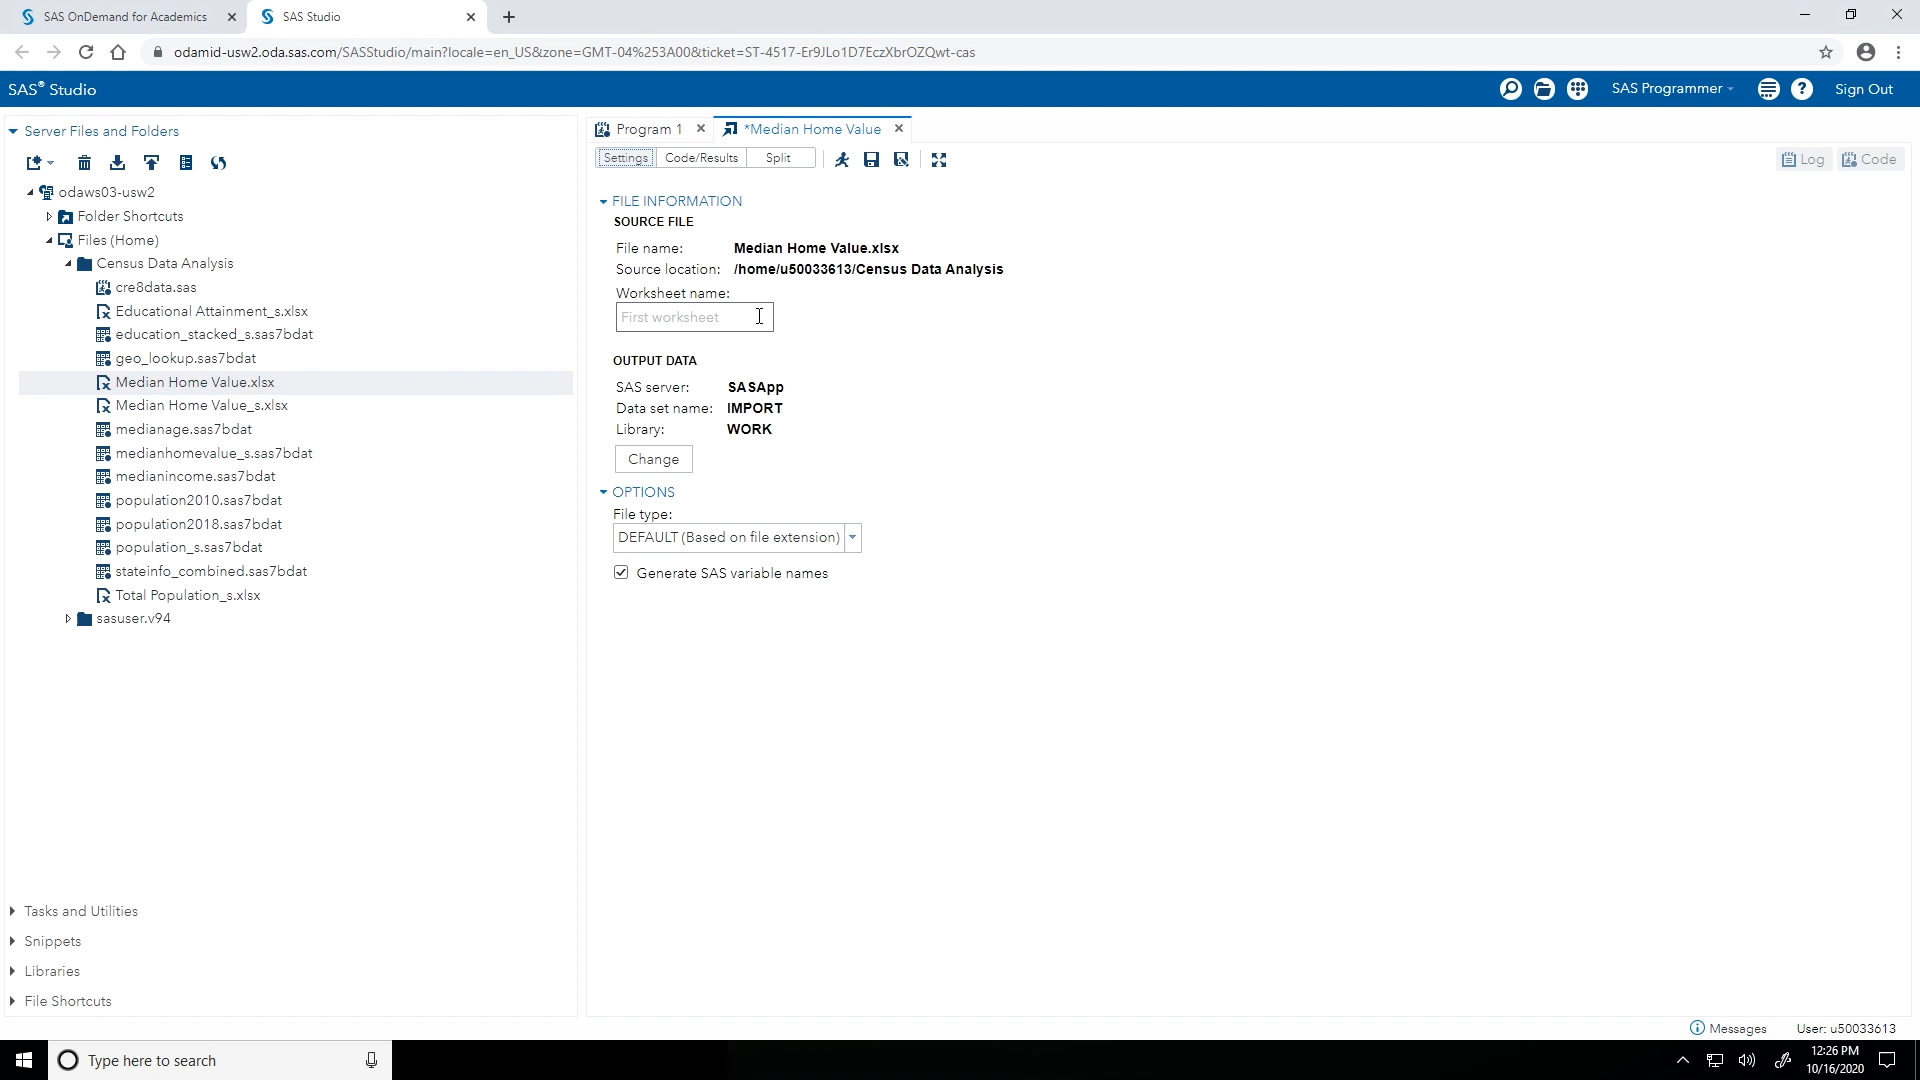 SAS OnDemand for Academics
SAS Studio
odamid-usw2.oda.sas.com/SASStudio/main?locale=en_US&zone=GMT-04%253A00&ticket=ST-4517-Er9JLo1D7EczXbrOZQwt-cas
SAS® Studio
SAS Programmer
Sign Out
Server Files and Folders
odaws03-usw2
Folder Shortcuts
Files (Home)
Census Data Analysis
cre8data.sas
Educational Attainment_s.xlsx
education_stacked_s.sas7bdat
geo_lookup.sas7bdat
Median Home Value.xlsx
Median Home Value_s.xlsx
medianage.sas7bdat
medianhomevalue_s.sas7bdat
medianincome.sas7bdat
population2010.sas7bdat
population2018.sas7bdat
population_s.sas7bdat
stateinfo_combined.sas7bdat
Total Population_s.xlsx
sasuser.v94
Tasks and Utilities
Snippets
Libraries
File Shortcuts
Program 1
*Median Home Value
Settings Code/Results Split
Log Code
FILE INFORMATION
SOURCE FILE
File name: Median Home Value.xlsx
Source location: /home/u50033613/Census Data Analysis
Worksheet name:
First worksheet
OUTPUT DATA
SAS server: SASApp
Data set name: IMPORT
Library: WORK
Change
OPTIONS
File type:
DEFAULT (Based on file extension)
Generate SAS variable names
Messages User: u50033613
Type here to search
12:26 PM
10/16/2020